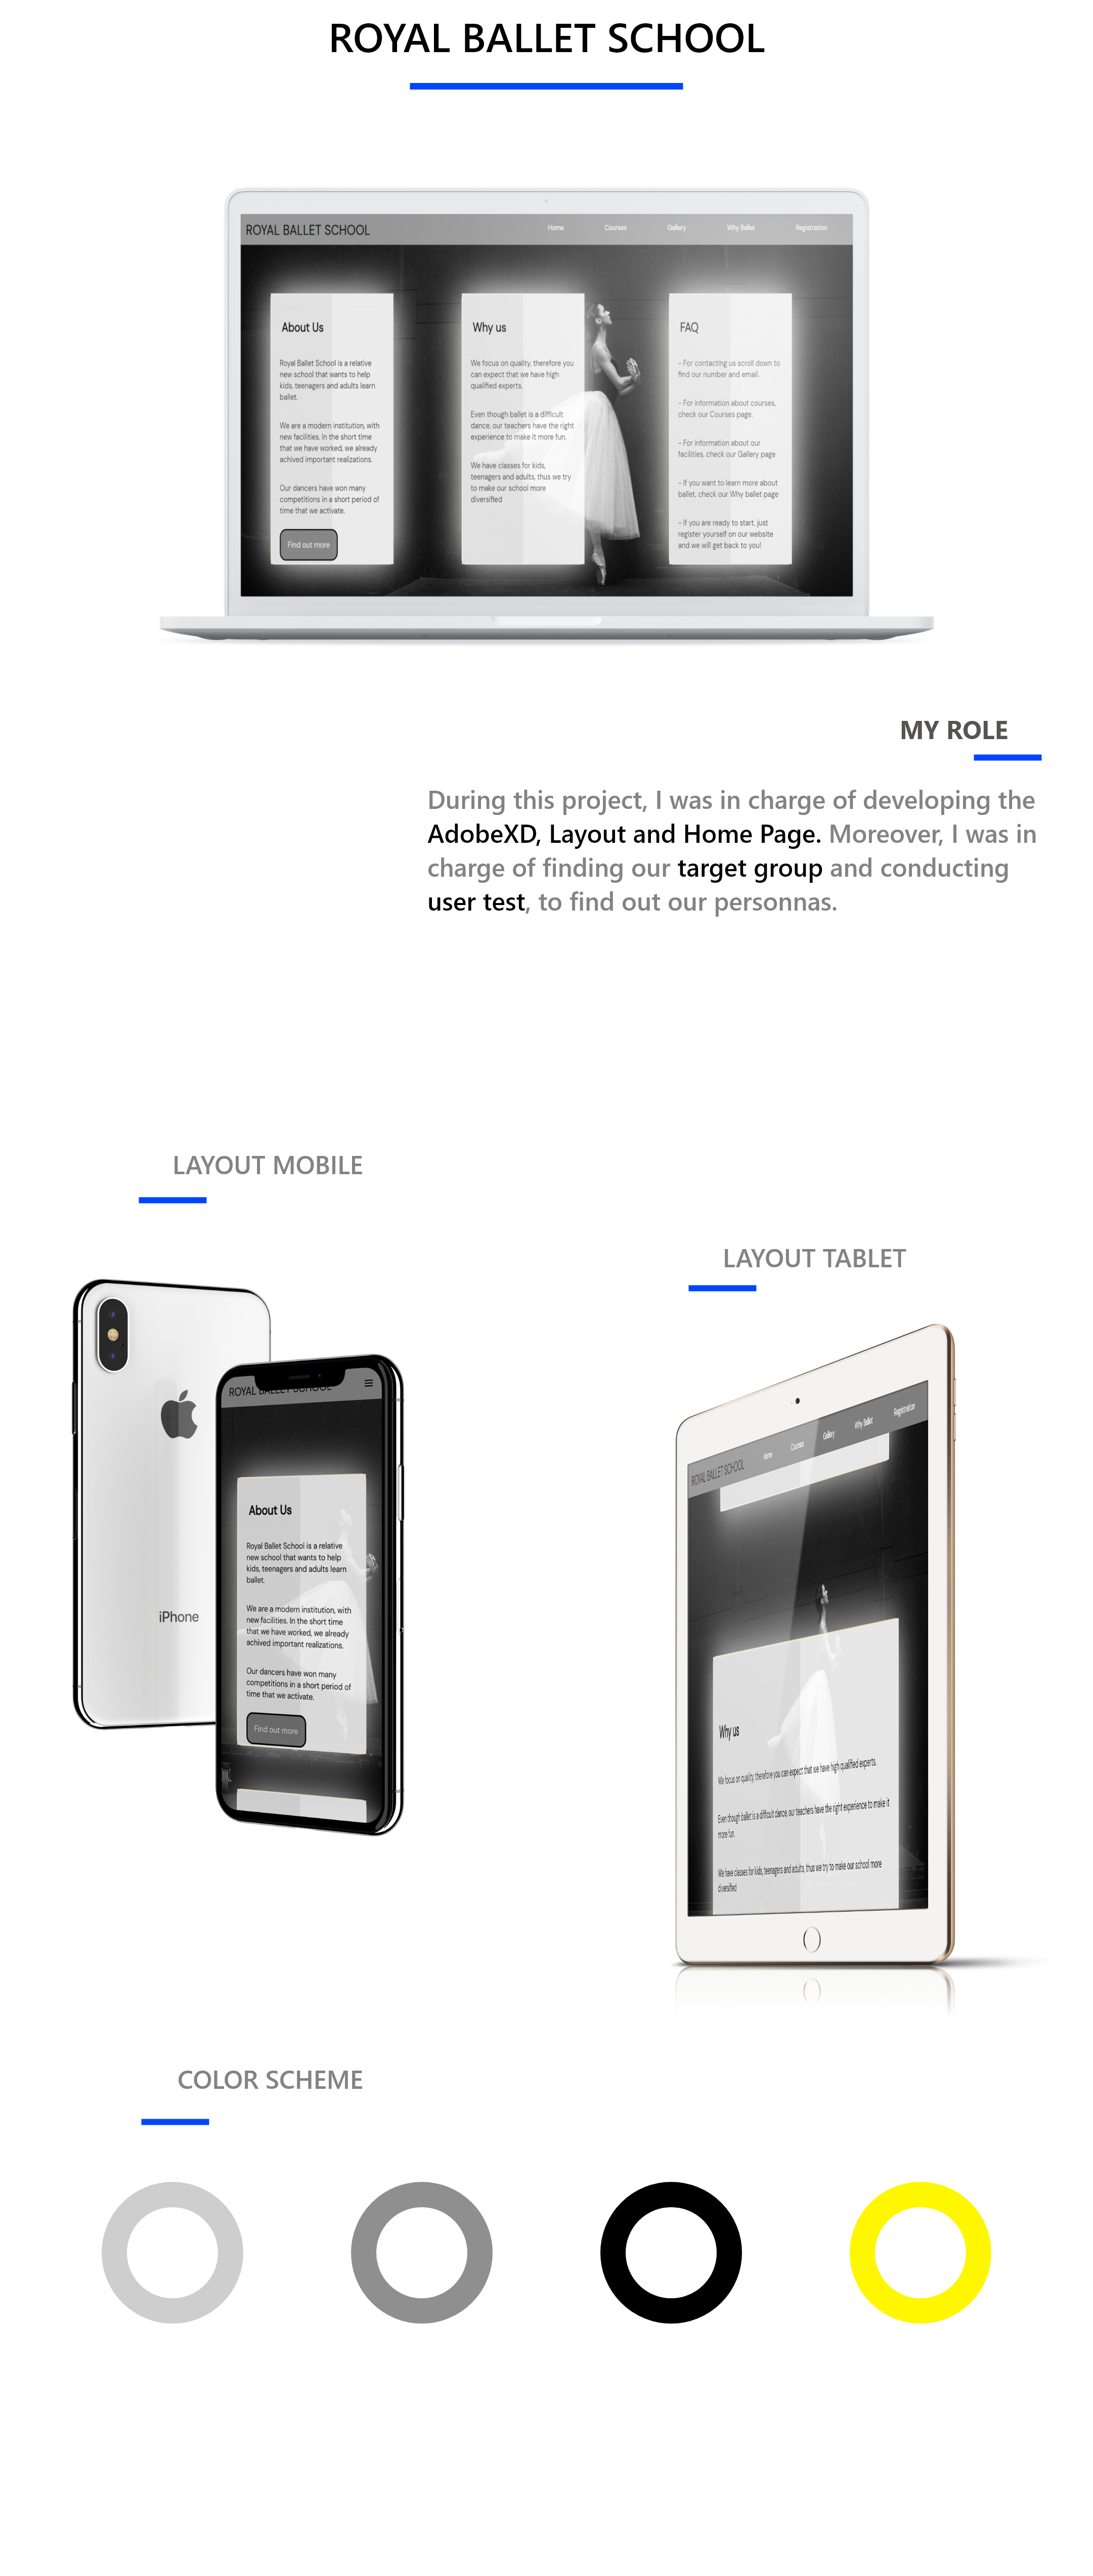 ROYAL BALLET SCHOOL
ROYAL BALLET SCHOOL
Home Courses Gallery Why Ballet Registration
About Us
Royal Ballet School is a relative
new school that wants to help
kids, teenagers and adults learn
ballet.
We are a modern institution, with
new facilities. In the short time
that we have worked, we already
achived important realizations.
Our dancers have won many
competitions in a short period of
time that we activate.
Find out more
Why us
We focus on quality, therefore you
can expect that we have high
qualified experts.
Even though ballet is a difficult
dance, our teachers have the right
experience to make it more fun.
We have classes for kids,
teenagers and adults, thus we try
to make our school more
diversified
FAQ
- For contacting us scroll down to
find our number and email.
- For information about courses,
check our Courses page.
- For information about our
facilities, check our Gallery page
- If you want to learn more about
ballet, check our Why ballet page
- If you are ready to start, just
register yourself on our website
and we will get back to you!
MY ROLE
During this project, I was in charge of developing the
AdobeXD, Layout and Home Page. Moreover, I was in
charge of finding our target group and conducting
user test, to find out our personnas.
LAYOUT MOBILE
iPhone
ROYAL BALLET SCHOOL
About Us
Royal Ballet School is a relative
new school that wants to help
kids, teenagers and adults learn
ballet.
We are a modern institution, with
new facilities. In the short time
that we have worked, we already
achived important realizations.
Our dancers have won many
competitions in a short period of
time that we activate.
Find out more
LAYOUT TABLET
ROYAL BALLET SCHOOL Home Courses Gallery Why Ballet Registration
Why us
We focus on quality, therefore you can expect that we have high qualified experts.
Even though ballet is a difficult dance, our teachers have the right experience to make it
more fun.
We have classes for kids, teenagers and adults, thus we try to make our school more
diversified
COLOR SCHEME